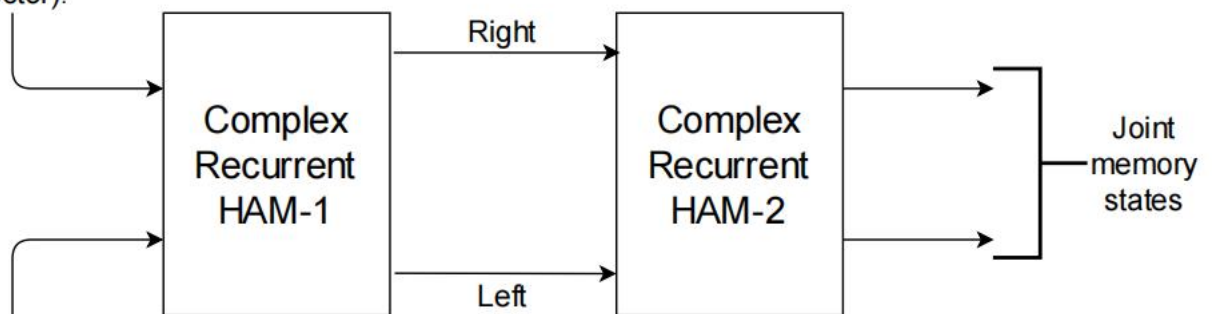 Right
Complex
Recurrent
HAM-1
Complex
Recurrent
HAM-2
Joint
memory
states
Left